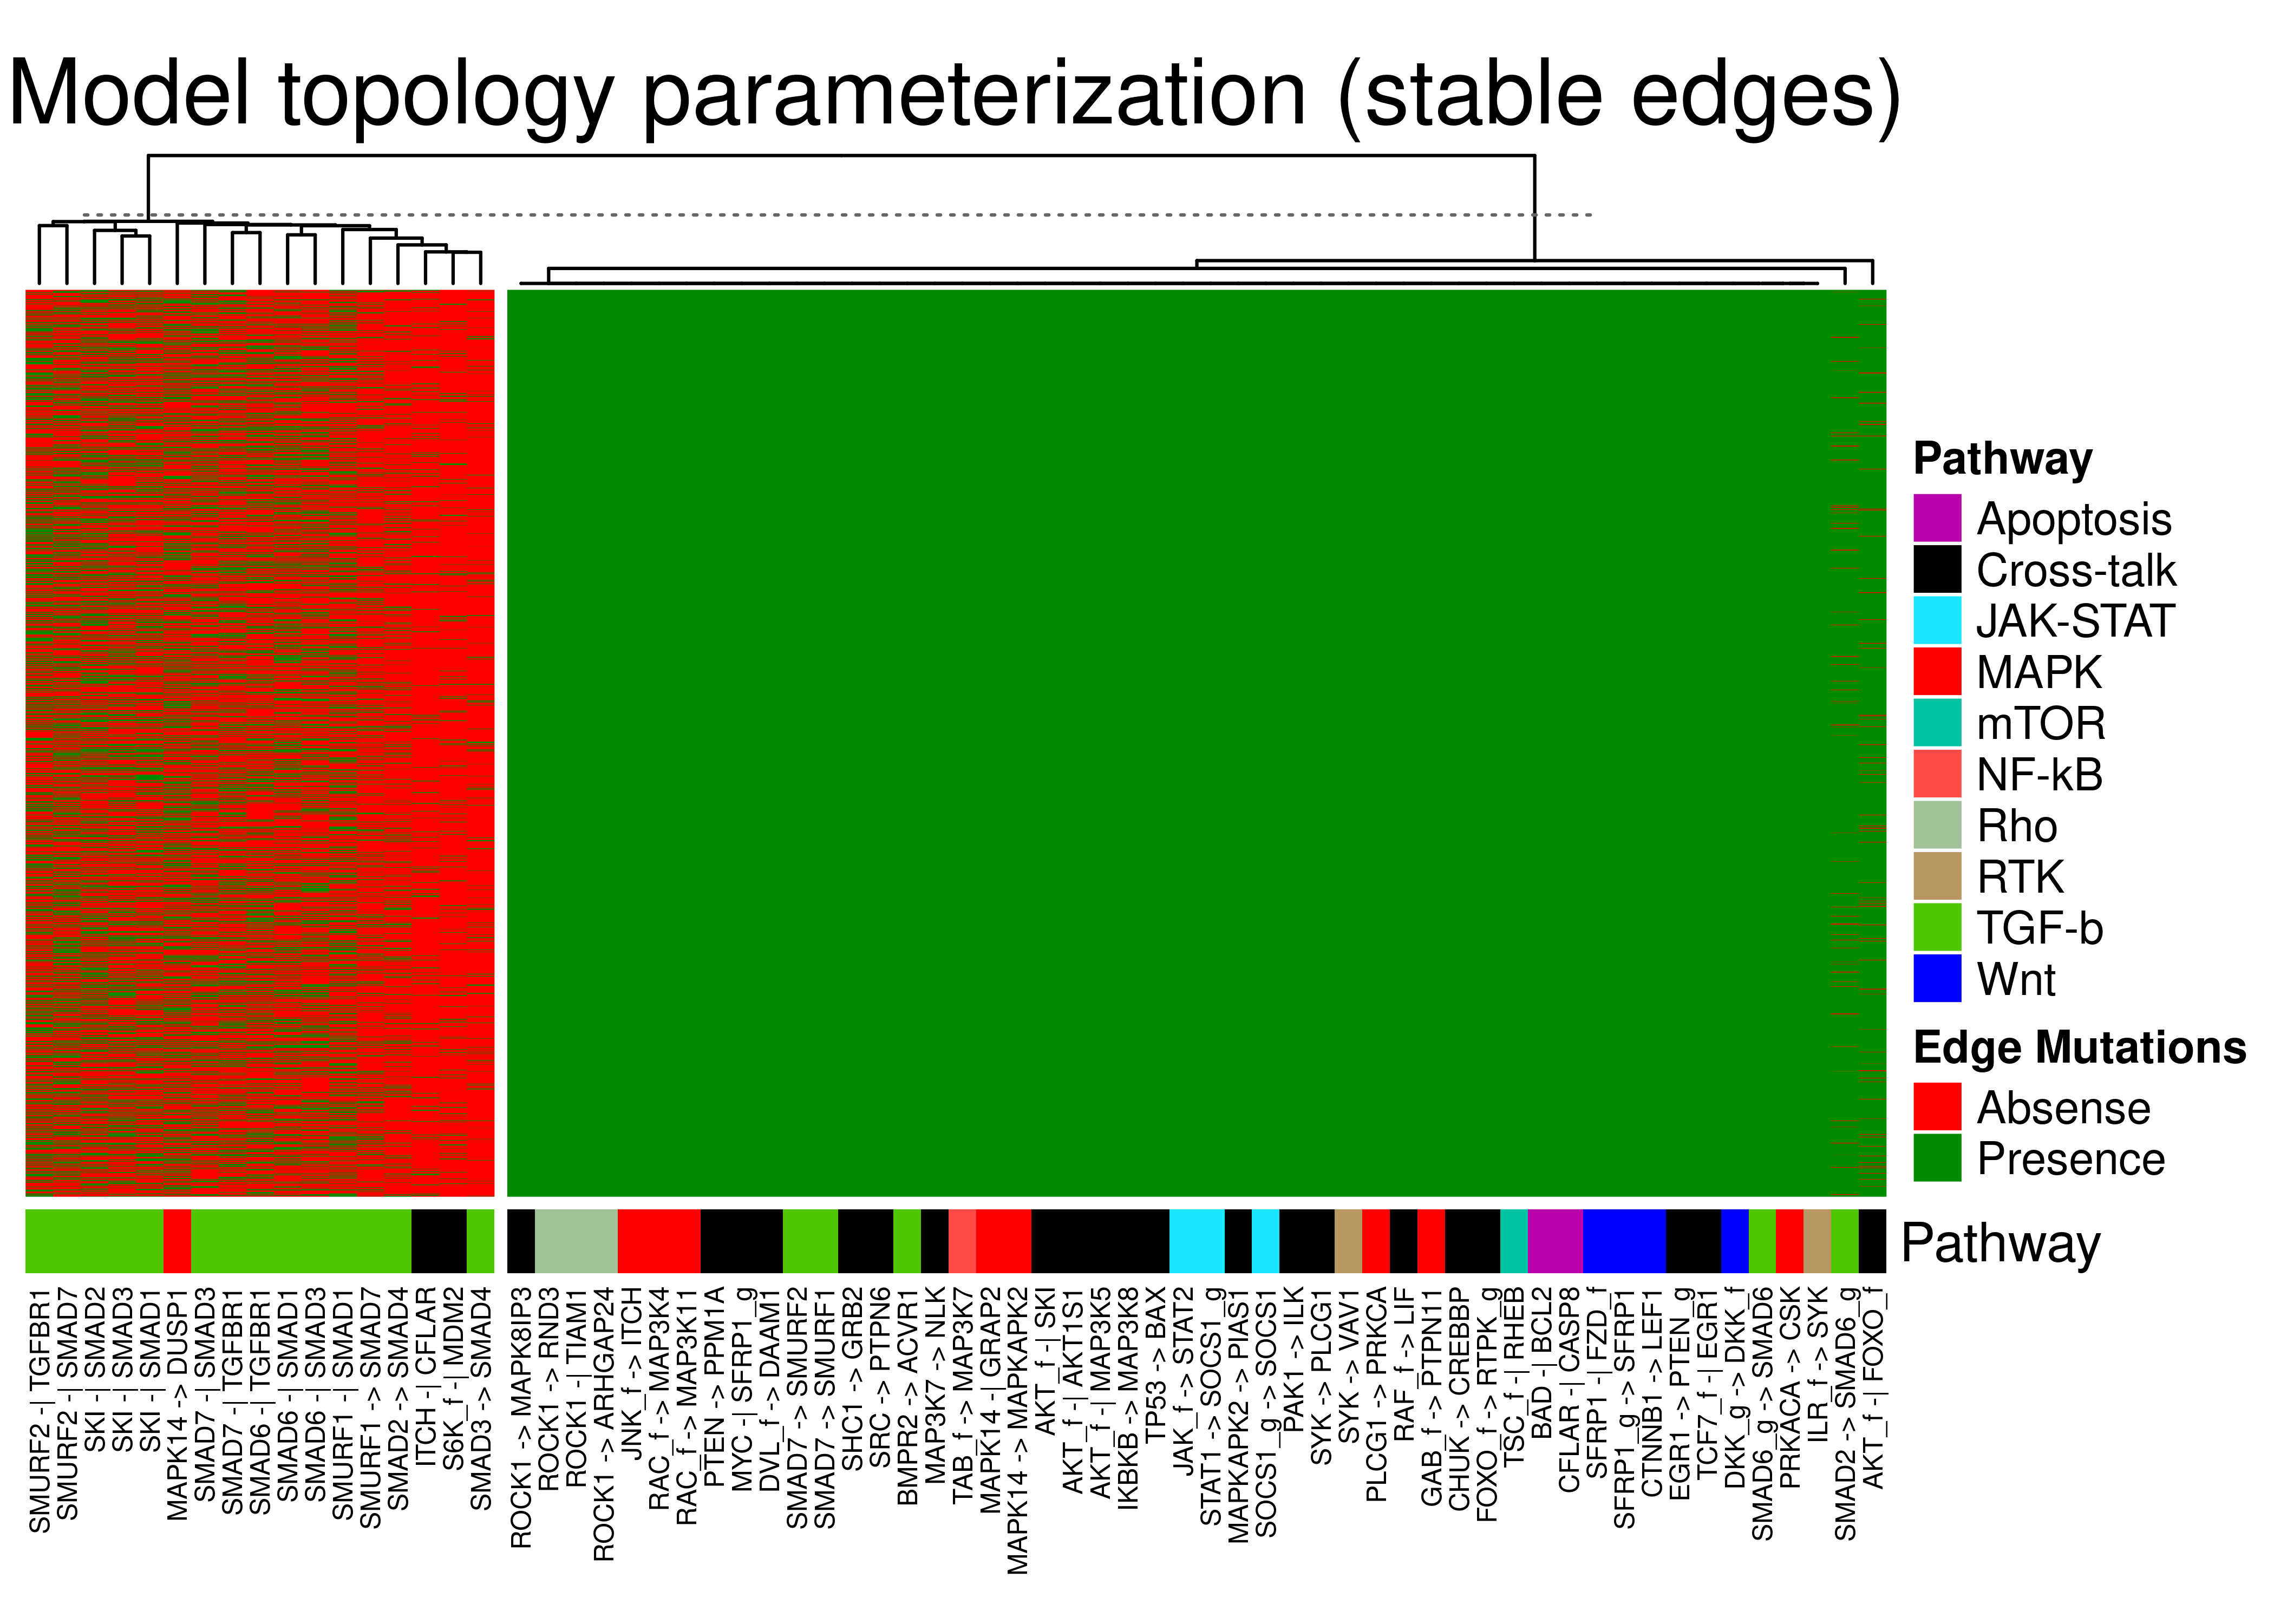 Model topology parameterization (stable edges)
Pathway
Apoptosis
Cross-talk
JAK-STAT
MAPK
mTOR
NF-kB
Rho
RTK
TGF-b
Wnt
Edge Mutations
Absense
Presence
Pathway
SMURF2 -| TGFBR1
SMURF2 -| SMAD7
SKI -| SMAD2
SKI -| SMAD3
SKI -| SMAD1
MAPK14 -> DUSP1
SMAD7 -| SMAD3
SMAD7 -| TGFBR1
SMAD6 -| TGFBR1
SMAD6 -| SMAD1
SMAD6 -| SMAD3
SMURF1 -| SMAD1
SMURF1 -> SMAD7
SMAD2 -> SMAD4
ITCH -| CFLAR
S6K_f -| MDM2
SMAD3 -> SMAD4
ROCK1 -> MAPK8IP3
ROCK1 -> RND3
ROCK1 -| TIAM1
ROCK1 -> ARHGAP24
JNK_f -> ITCH
RAC_f -> MAP3K4
RAC_f -> MAP3K11
PTEN -> PPM1A
MYC -| SFRP1_g
DVL_f -> DAAM1
SMAD7 -> SMURF2
SMAD7 -> SMURF1
SHC1 -> GRB2
SRC -> PTPN6
BMPR2 -> ACVR1
MAP3K7 -> NLK
TAB_f -> MAP3K7
MAPK14 -| GRAP2
MAPK14 -> MAPKAPK2
AKT_f -| SKI
AKT_f -| AKT1S1
AKT_f -| MAP3K5
IKBKB -> MAP3K8
TP53 -> BAX
JAK_f -> STAT2
STAT1 -> SOCS1_g
MAPKAPK2 -> PIAS1
SOCS1_g -> SOCS1
PAK1 -> ILK
SYK -> PLCG1
SYK -> VAV1
PLCG1 -> PRKCA
RAF_f -> LIF
GAB_f -> PTPN11
CHUK -> CREBBP
FOXO_f -> RTPK_g
TSC_f -| RHEB
BAD -| BCL2
CFLAR -| CASP8
SFRP1 -| FZD_f
SFRP1_g -> SFRP1
CTNNB1 -> LEF1
EGR1 -> PTEN_g
TCF7_f -| EGR1
DKK_g -> DKK_f
SMAD6_g -> SMAD6
PRKACA -> CSK
ILR_f -> SYK
SMAD2 -> SMAD6_g
AKT_f -| FOXO_f